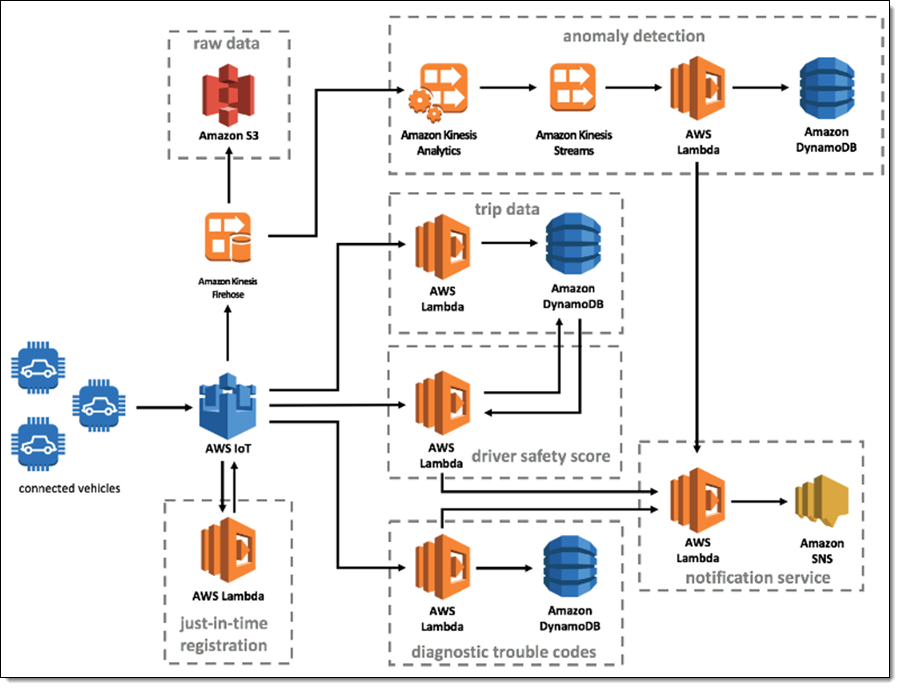 raw data
Amazon S3
anomaly detection
Amazon Kinesis
Analytics
Amazon Kinesis
Streams
AWS
Lambda
Amazon
DynamoDB
Amazon Kinesis
Firehose
trip data
AWS
Lambda
Amazon
DynamoDB
connected vehicles
AWS IoT
AWS
Lambda
driver safety score
AWS Lambda
just-in-time
registration
AWS
Lambda
Amazon
DynamoDB
diagnostic trouble codes
AWS
Lambda
Amazon
SNS
notification service